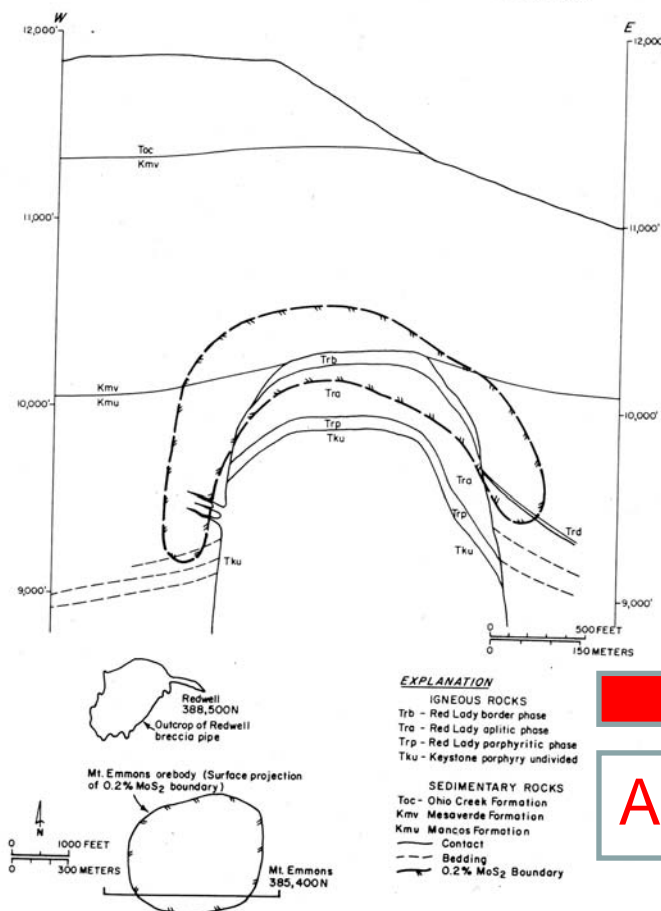 W
E
12,000'
12,000
Toc
Kmv
11,000'
11,000'
Trb
Kmv
Kmu
Tra
10,000'
10,000'
Trp
Tku
Tra
Trp
Trd
Tku
Tku
9,000'
9,000'
0 500 FEET
0 150 METERS
Redwell
388,500N
Outcrop of Redwell
breccia pipe
Mt. Emmons orebody (Surface projection
of 0.2% MoS2 boundary)
N
0 1000 FEET
0 300 METERS
Mt. Emmons
385,400N
EXPLANATION
IGNEOUS ROCKS
Trb - Red Lady border phase
Tra - Red Lady aplitic phase
Trp - Red Lady porphyritic phase
Tku - Keystone porphyry undivided
SEDIMENTARY ROCKS
Toc - Ohio Creek Formation
Kmv Mesaverde Formation
Kmu Mancos Formation
Contact
Bedding
0.2% MoS2 Boundary
A